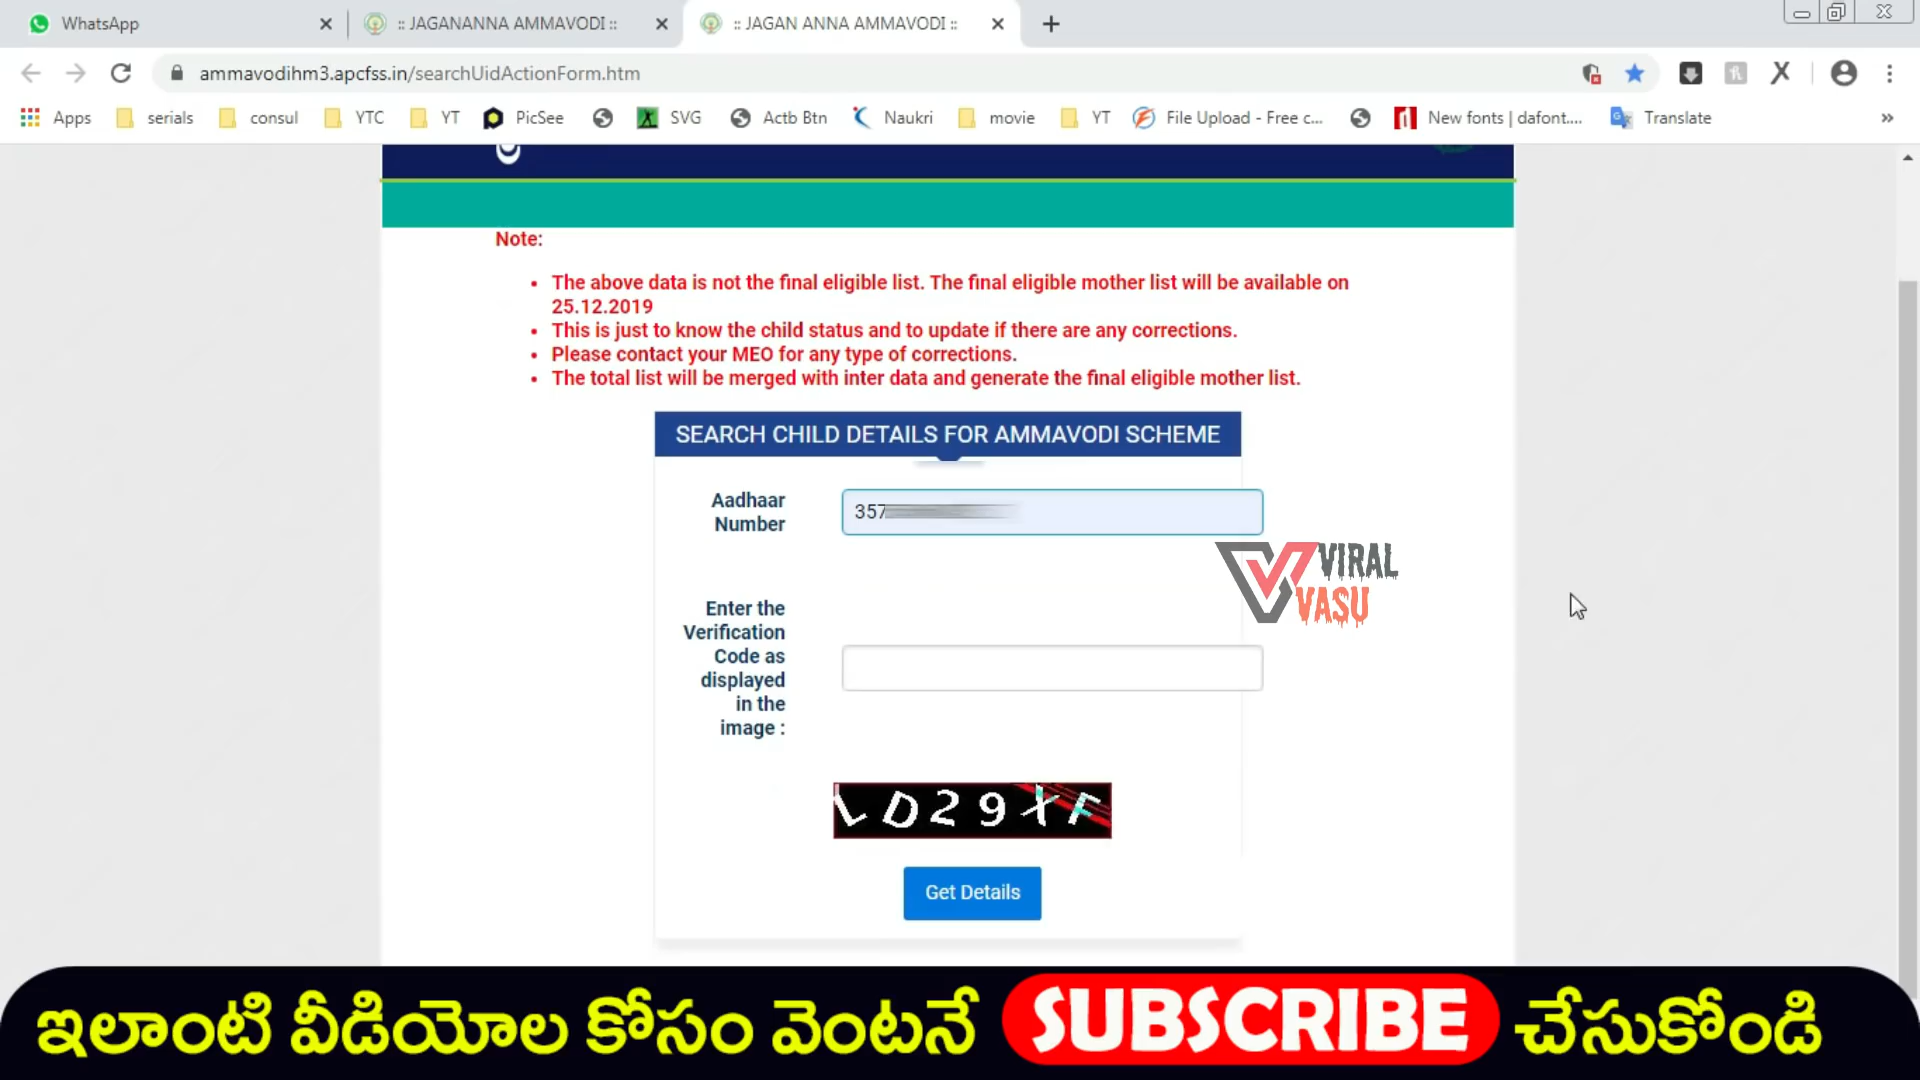 WhatsApp
:: JAGANANNA AMMAVODI ::
:: JAGAN ANNA AMMAVODI ::
ammavodihm3.apcfss.in/searchUidActionForm.htm
Apps serials consul YTC YT PicSee SVG Actb Btn Naukri movie YT File Upload - Free c... New fonts | dafont.... Translate »
Note:
• The above data is not the final eligible list. The final eligible mother list will be available on
25.12.2019
• This is just to know the child status and to update if there are any corrections.
• Please contact your MEO for any type of corrections.
• The total list will be merged with inter data and generate the final eligible mother list.
SEARCH CHILD DETAILS FOR AMMAVODI SCHEME
Aadhaar
Number
357
VIRAL
VASU
Enter the
Verification
Code as
displayed
in the
image :
LD29XF
Get Details
ఇలాంటి వీడియోల కోసం వెంటనే SUBSCRIBE చేసుకోండి